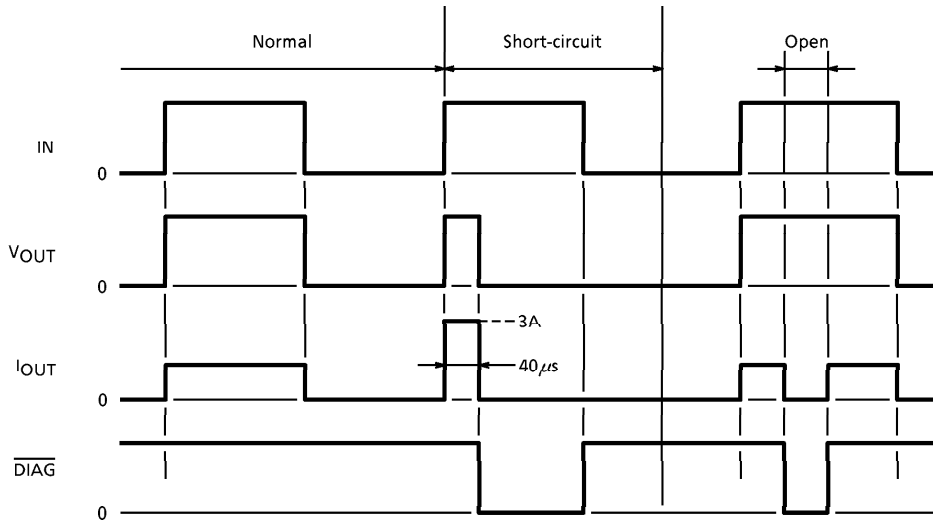 Normal Short-circuit Open
IN
0
VOUT
0
3A
IOUT
40μs
0
DIAG
0